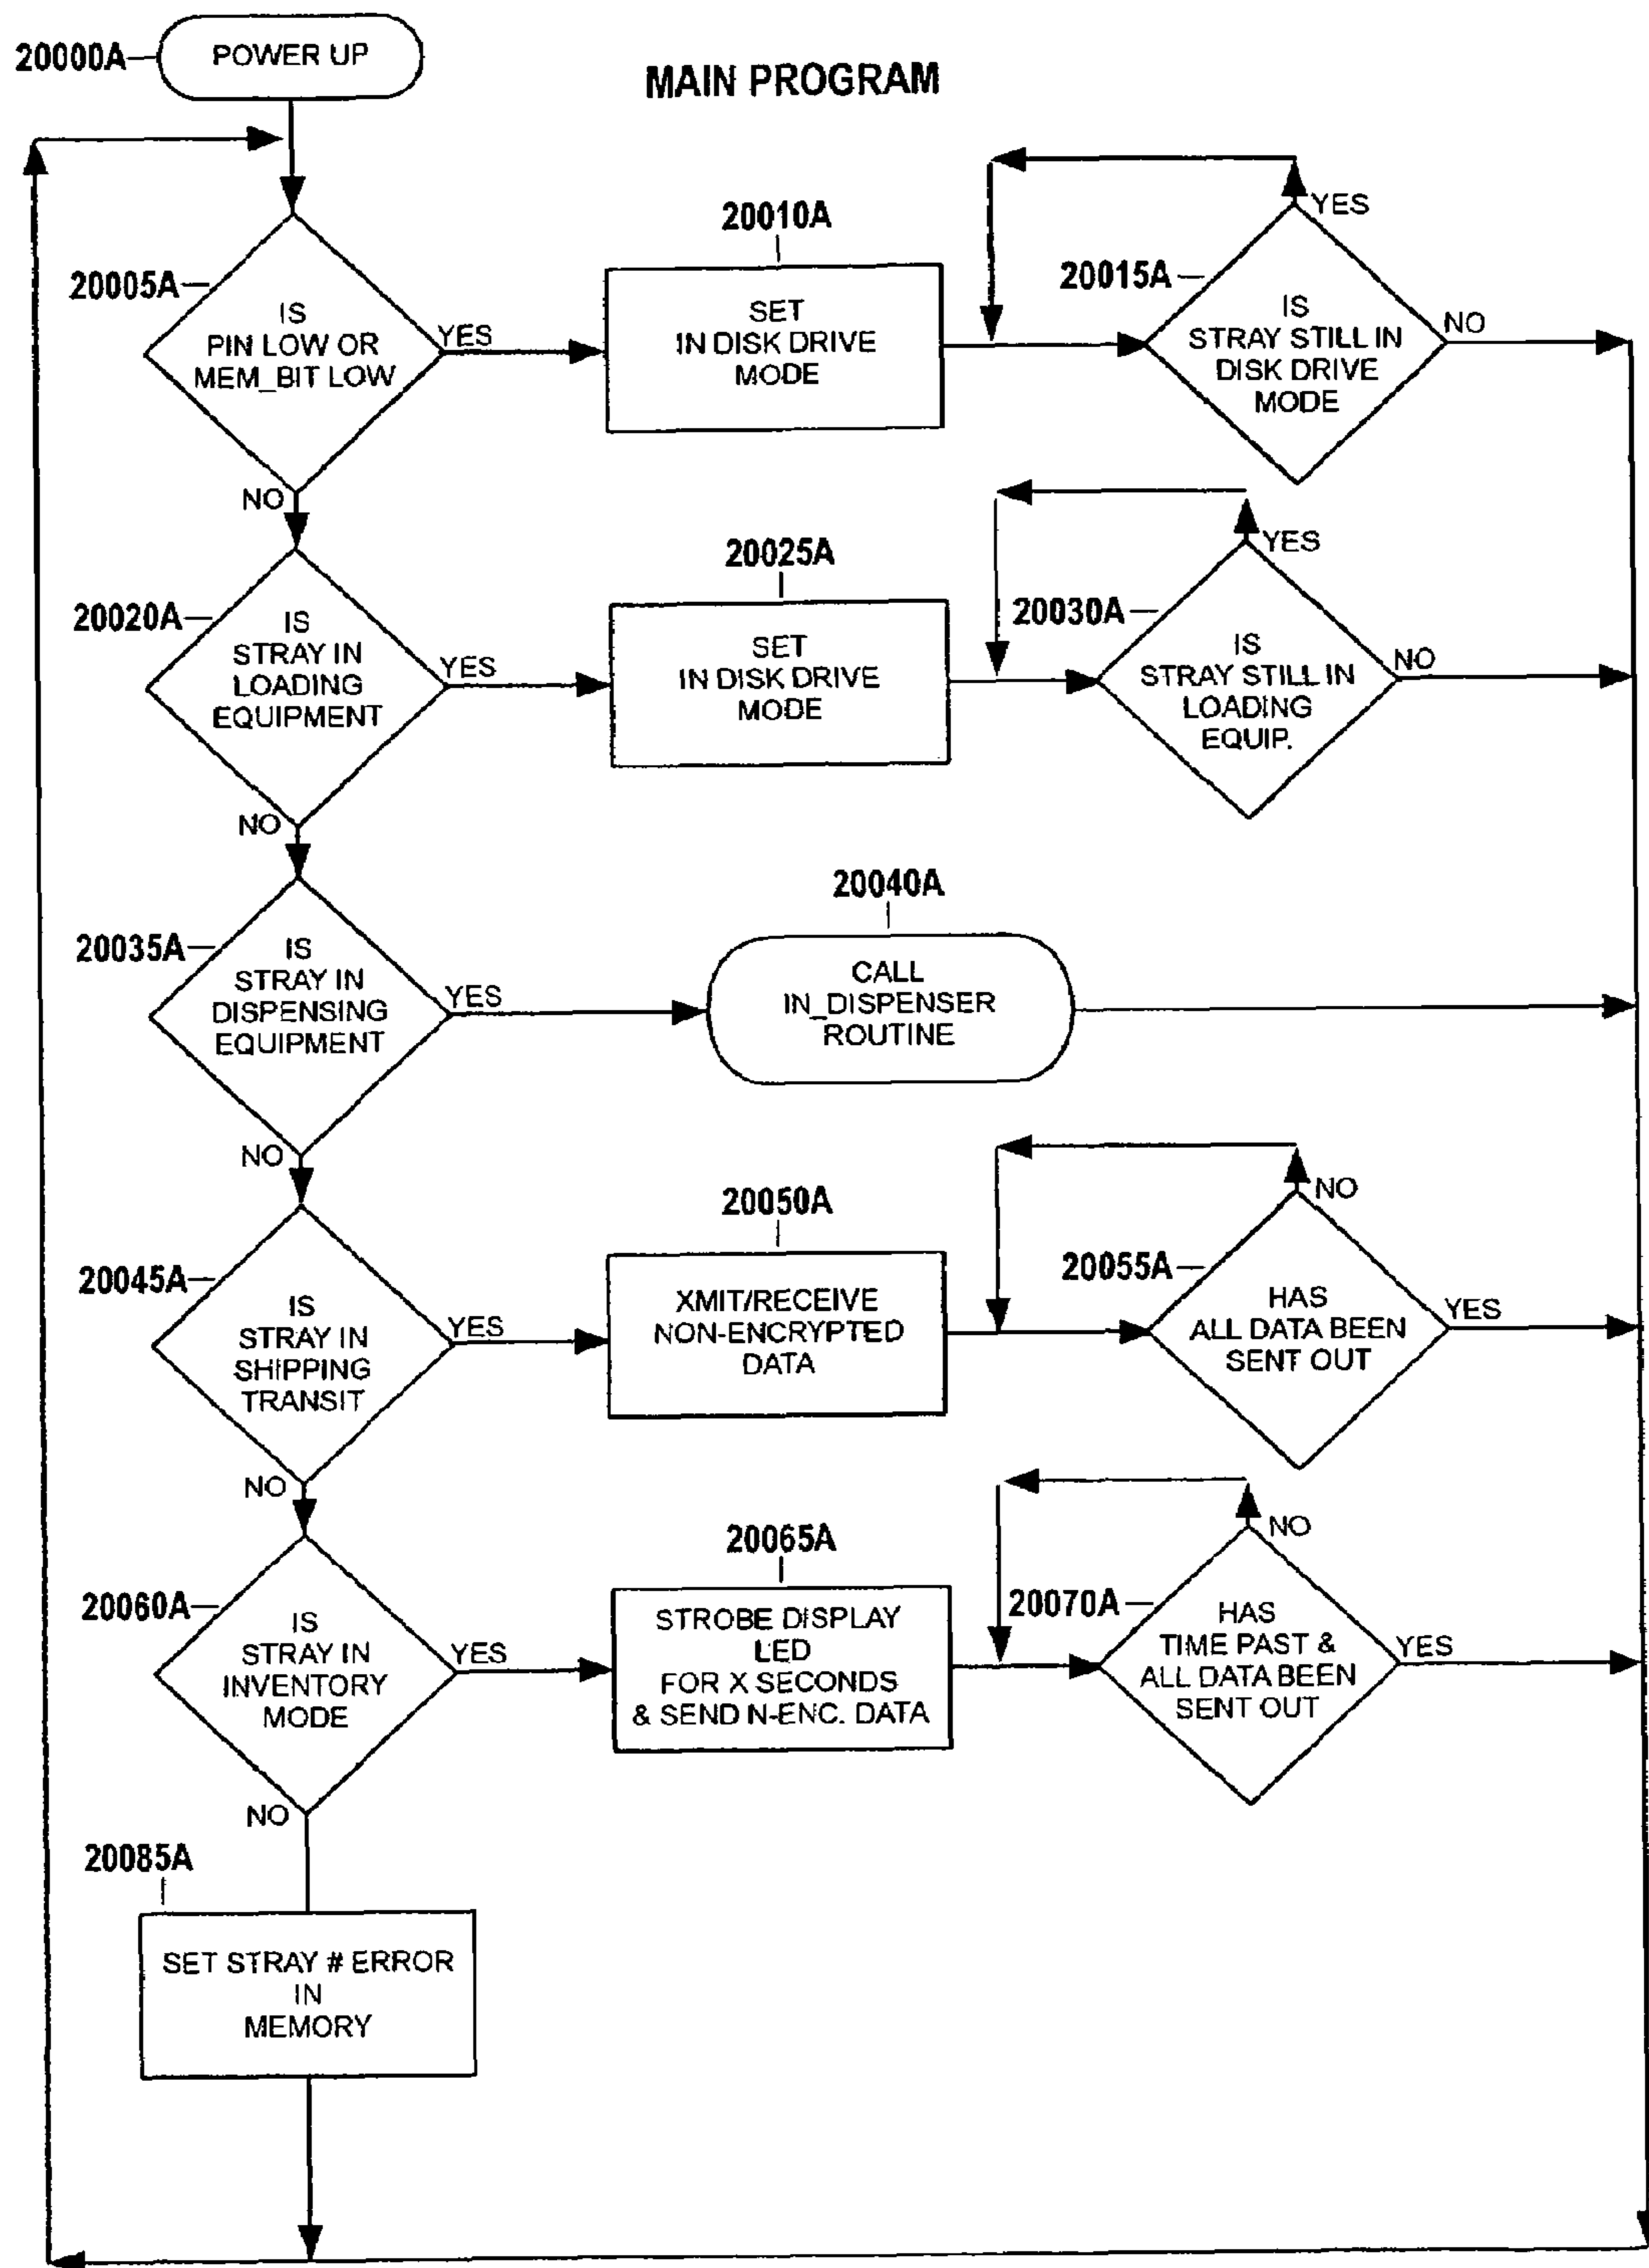 20000A
POWER UP
MAIN PROGRAM
20005A
IS
PIN LOW OR
MEM_BIT LOW
YES
NO
20010A
SET
IN DISK DRIVE
MODE
20015A
IS
STRAY STILL IN
DISK DRIVE
MODE
YES
NO
20020A
IS
STRAY IN
LOADING
EQUIPMENT
YES
NO
20025A
SET
IN DISK DRIVE
MODE
20030A
IS
STRAY STILL IN
LOADING
EQUIP.
YES
NO
20035A
IS
STRAY IN
DISPENSING
EQUIPMENT
YES
NO
20040A
CALL
IN_DISPENSER
ROUTINE
20045A
IS
STRAY IN
SHIPPING
TRANSIT
YES
NO
20050A
XMIT/RECEIVE
NON-ENCRYPTED
DATA
20055A
HAS
ALL DATA BEEN
SENT OUT
NO
YES
20060A
IS
STRAY IN
INVENTORY
MODE
YES
NO
20065A
STROBE DISPLAY
LED
FOR X SECONDS
& SEND N-ENC. DATA
20070A
HAS
TIME PAST &
ALL DATA BEEN
SENT OUT
NO
YES
20085A
SET STRAY # ERROR
IN
MEMORY